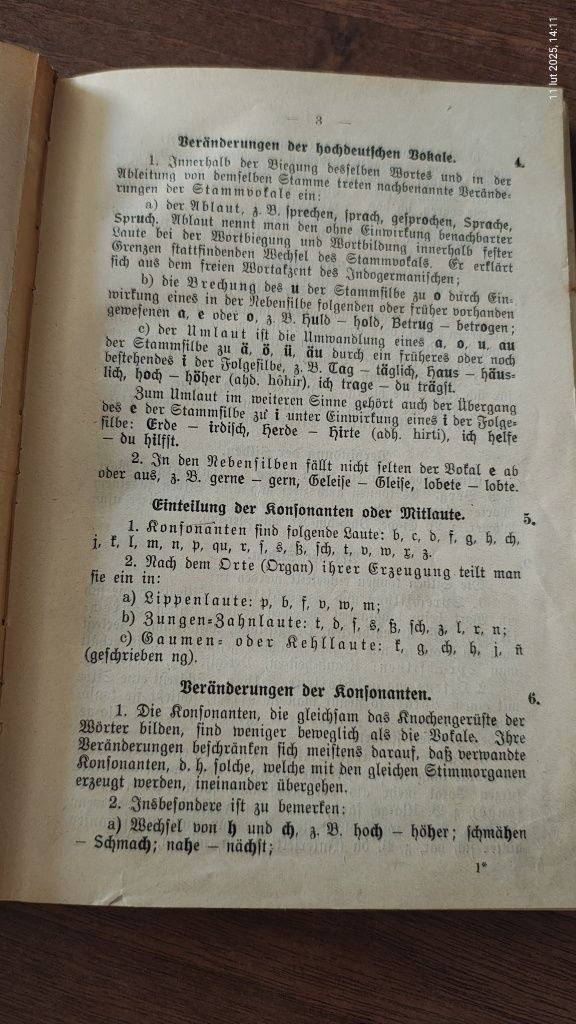 11 lut 2025, 14:11
— 3 —
Veränderungen der hochdeutschen Vokale. 4.
1. Innerhalb der Biegung desselben Wortes und in der
Ableitung von demselben Stamme treten nachbenannte Verände-
rungen der Stammvokale ein:
a) der Ablaut, z. B. sprechen, sprach, gesprochen, Sprache,
Spruch. Ablaut nennt man den ohne Einwirkung benachbarter
Laute bei der Wortbiegung und Wortbildung innerhalb fester
Grenzen stattfindenden Wechsel des Stammvokals. Er erklärt
sich aus dem freien Wortakzent des Indogermanischen;
b) die Brechung des u der Stammsilbe zu o durch Ein-
wirkung eines in der Nebensilbe folgenden oder früher vorhanden
gewesenen a, e oder o, z. B. Huld – hold, Betrug – betrogen;
c) der Umlaut ist die Umwandlung eines a, o, u, au
der Stammsilbe zu ä, ö, ü, äu durch ein früheres oder noch
bestehendes i der Folgesilbe, z. B. Tag – täglich, Haus – häus-
lich, hoch – höher (ahd. höhir), ich trage – du trägst.
Zum Umlaut im weiteren Sinne gehört auch der Übergang
des e der Stammsilbe zu i unter Einwirkung eines i der Folge-
silbe: Erde – irdisch, Herde – Hirte (adh. hirti), ich helfe
– du hilfst.
2. In den Nebensilben fällt nicht selten der Vokal e ab
oder aus, z. B. gerne – gern, Geleise – Gleise, lobete – lobte.
Einteilung der Konsonanten oder Mitlaute. 5.
1. Konsonanten sind folgende Laute: b, c, d, f, g, h, ch,
j, k, l, m, n, p, qu, r, s, s, ß, sch, t, v, w, x, z.
2. Nach dem Orte (Organ) ihrer Erzeugung teilt man
sie ein in:
a) Lippenlaute: p, b, f, v, w, m;
b) Zungen-Zahnlaute: t, d, s, s, ß, sch, z, l, r, n;
c) Gaumen- oder Kehllaute: k, g, ch, h, j, ñ
(geschrieben ng).
Veränderungen der Konsonanten. 6.
1. Die Konsonanten, die gleichsam das Knochengerüste der
Wörter bilden, sind weniger beweglich als die Vokale. Ihre
Veränderungen beschränken sich meistens darauf, daß verwandte
Konsonanten, d. h. solche, welche mit den gleichen Stimmorganen
erzeugt werden, ineinander übergehen.
2. Insbesondere ist zu bemerken:
a) Wechsel von h und ch, z. B. hoch – höher; schmähen
– Schmach; nahe – nächst;
1*